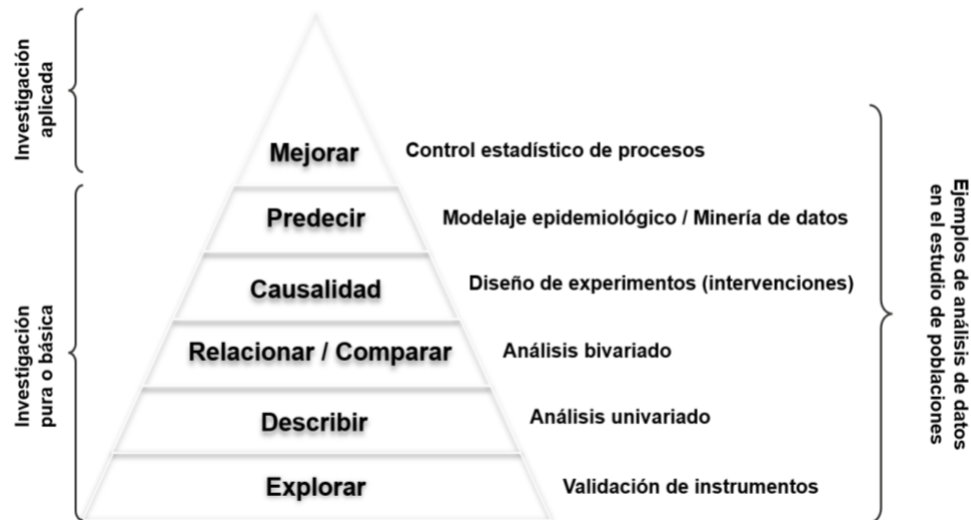 Investigación
aplicada
Mejorar
Control estadístico de procesos
Predecir
Modelaje epidemiológico / Minería de datos
Causalidad
Diseño de experimentos (intervenciones)
Relacionar / Comparar
Análisis bivariado
Describir
Análisis univariado
Explorar
Validación de instrumentos
Investigación
pura o básica
Ejemplos de análisis de datos
en el estudio de poblaciones